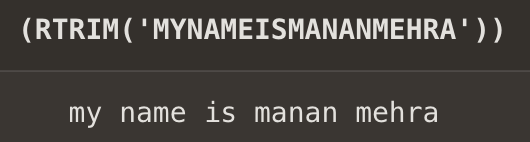 (RTRIM('MYNAMEISMANANMEHRA'))
my name is manan mehra